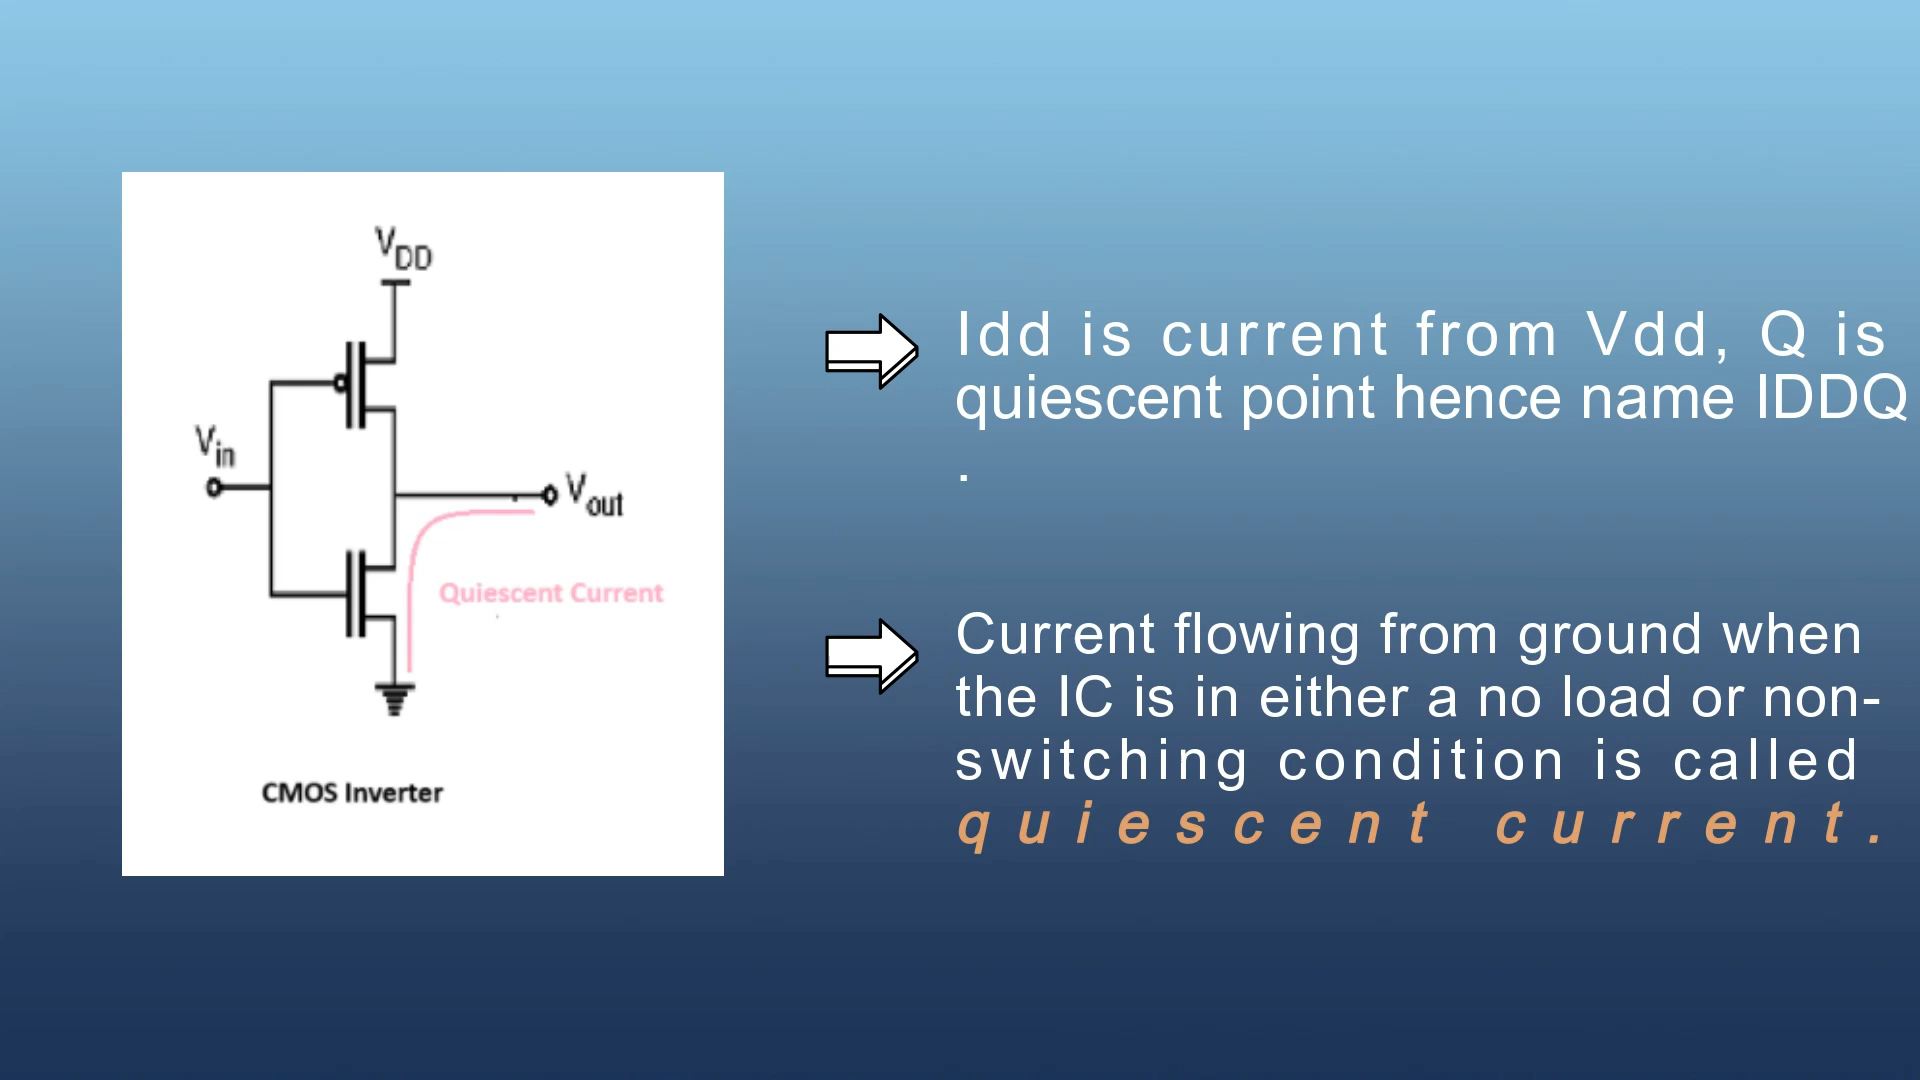 VDD
Vin
Vout
Quiescent Current
CMOS Inverter
Idd is current from Vdd, Q is
quiescent point hence name IDDQ
.
Current flowing from ground when
the IC is in either a no load or non-
switching condition is called
quiescent current.